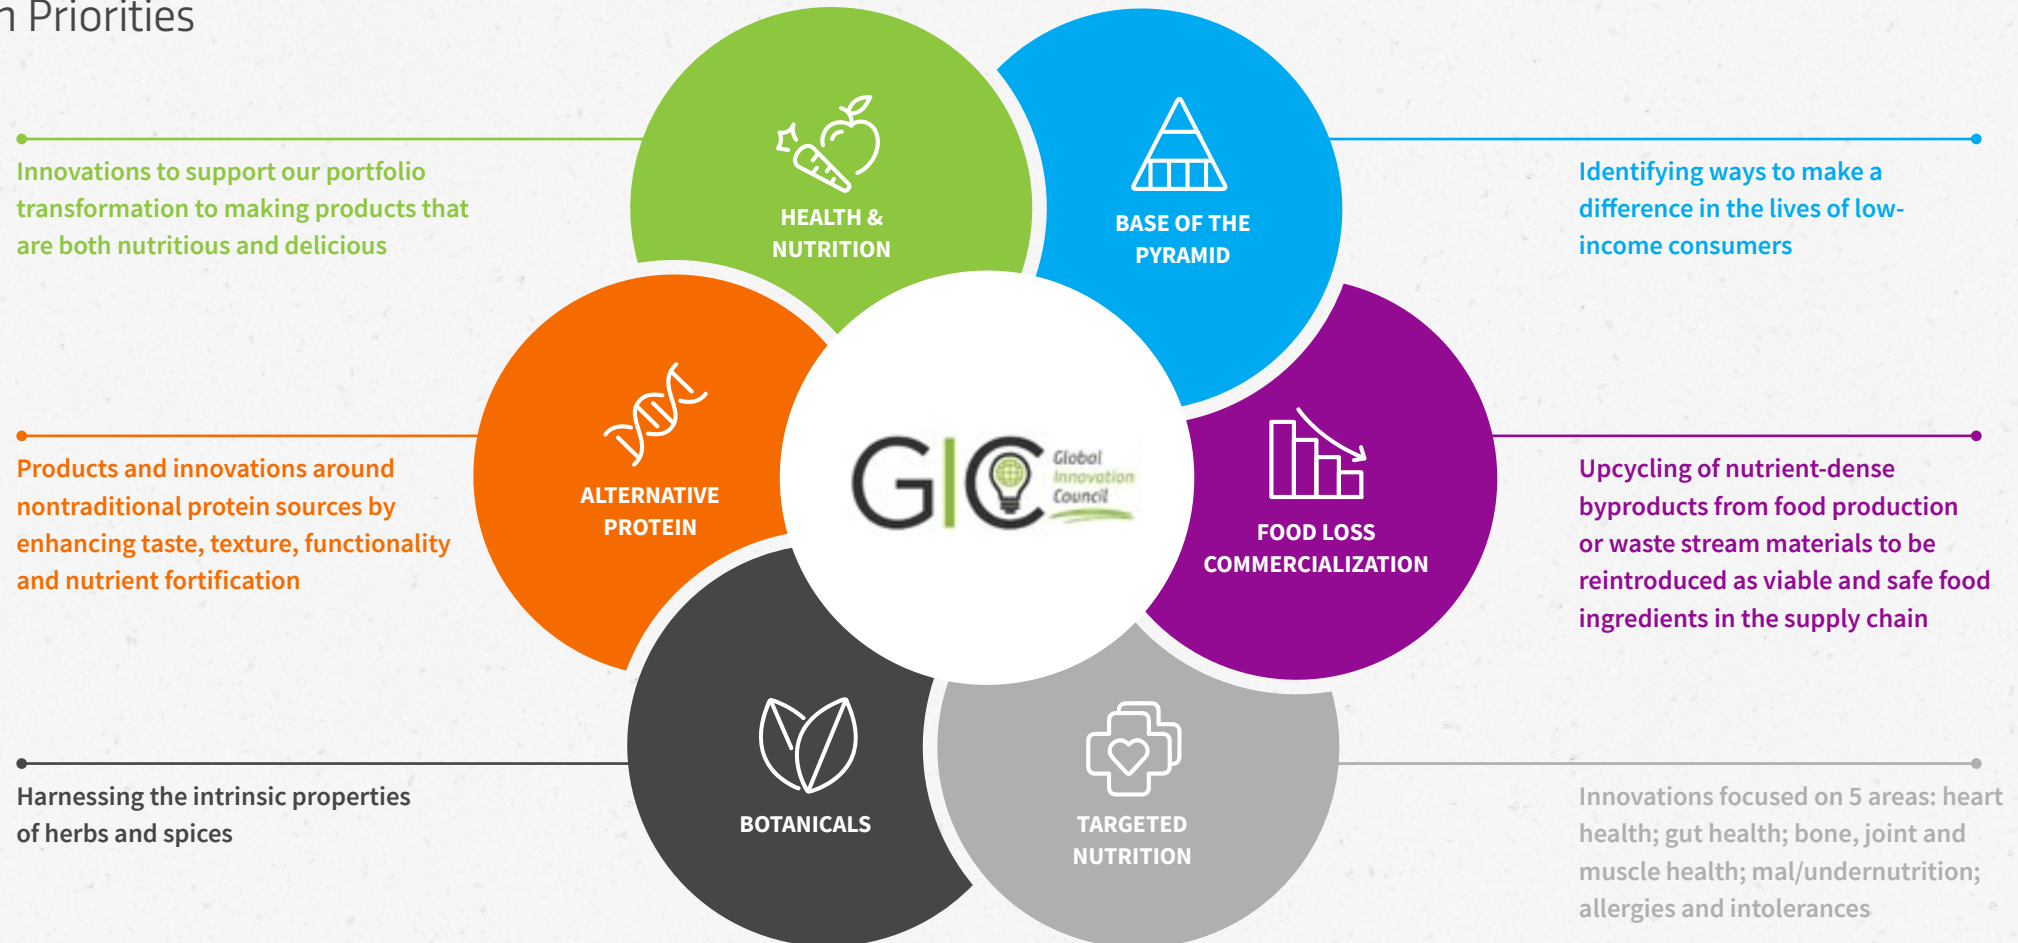 n Priorities
HEALTH &
NUTRITION
BASE OF THE
PYRAMID
Innovations to support our portfolio
transformation to making products that
are both nutritious and delicious
Identifying ways to make a
difference in the lives of low-
income consumers
ALTERNATIVE
PROTEIN
GIC
Global
Innovation
Council
FOOD LOSS
COMMERCIALIZATION
Products and innovations around
nontraditional protein sources by
enhancing taste, texture, functionality
and nutrient fortification
Upcycling of nutrient-dense
byproducts from food production
or waste stream materials to be
reintroduced as viable and safe food
ingredients in the supply chain
BOTANICALS
TARGETED
NUTRITION
Harnessing the intrinsic properties
of herbs and spices
Innovations focused on 5 areas: heart
health; gut health; bone, joint and
muscle health; mal/undernutrition;
allergies and intolerances